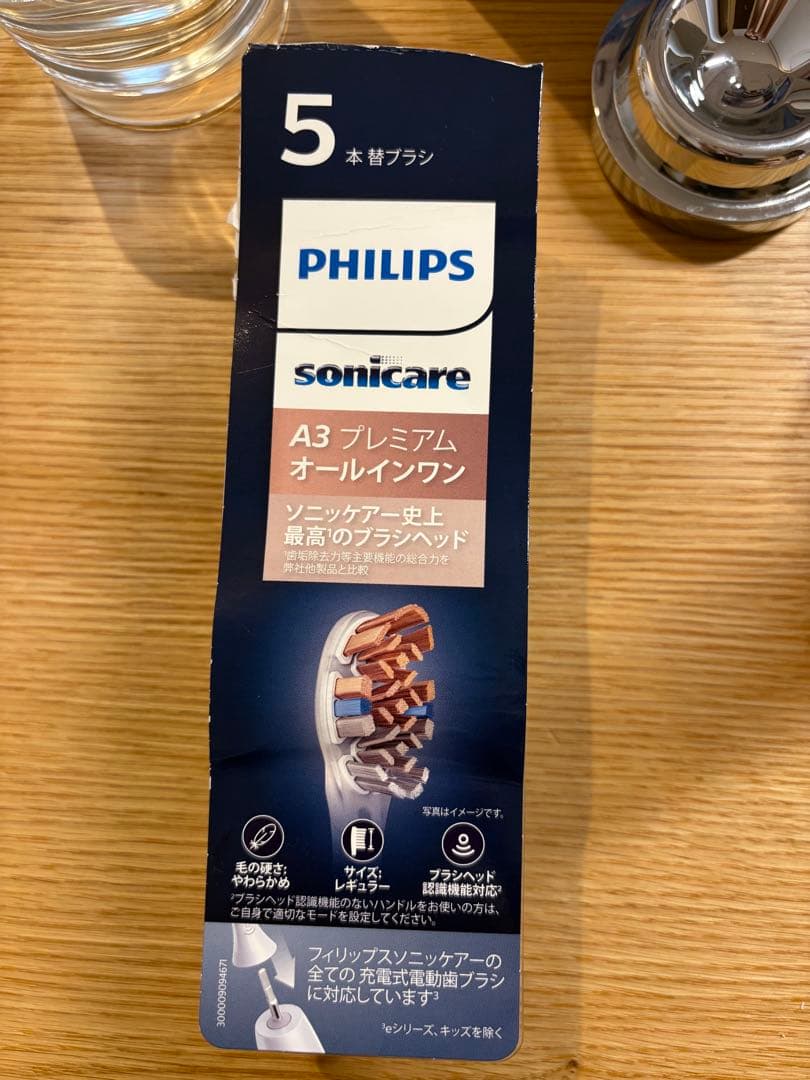 5 本 替ブラシ
PHILIPS
sonicare
A3 プレミアム
オールインワン
ソニッケアー史上
最高¹のブラシヘッド
¹歯垢除去力等主要機能の総合力を
弊社他製品と比較
写真はイメージです。
毛の硬さ:
やわらかめ
サイズ:
レギュラー
ブラシヘッド
認識機能対応²
²ブラシヘッド認識機能のないハンドルをお使いの方は、
ご自身で適切なモードを設定してください。
フィリップスソニッケアーの
全ての 充電式電動歯ブラシ
に対応しています³
³eシリーズ、キッズを除く
300009094671